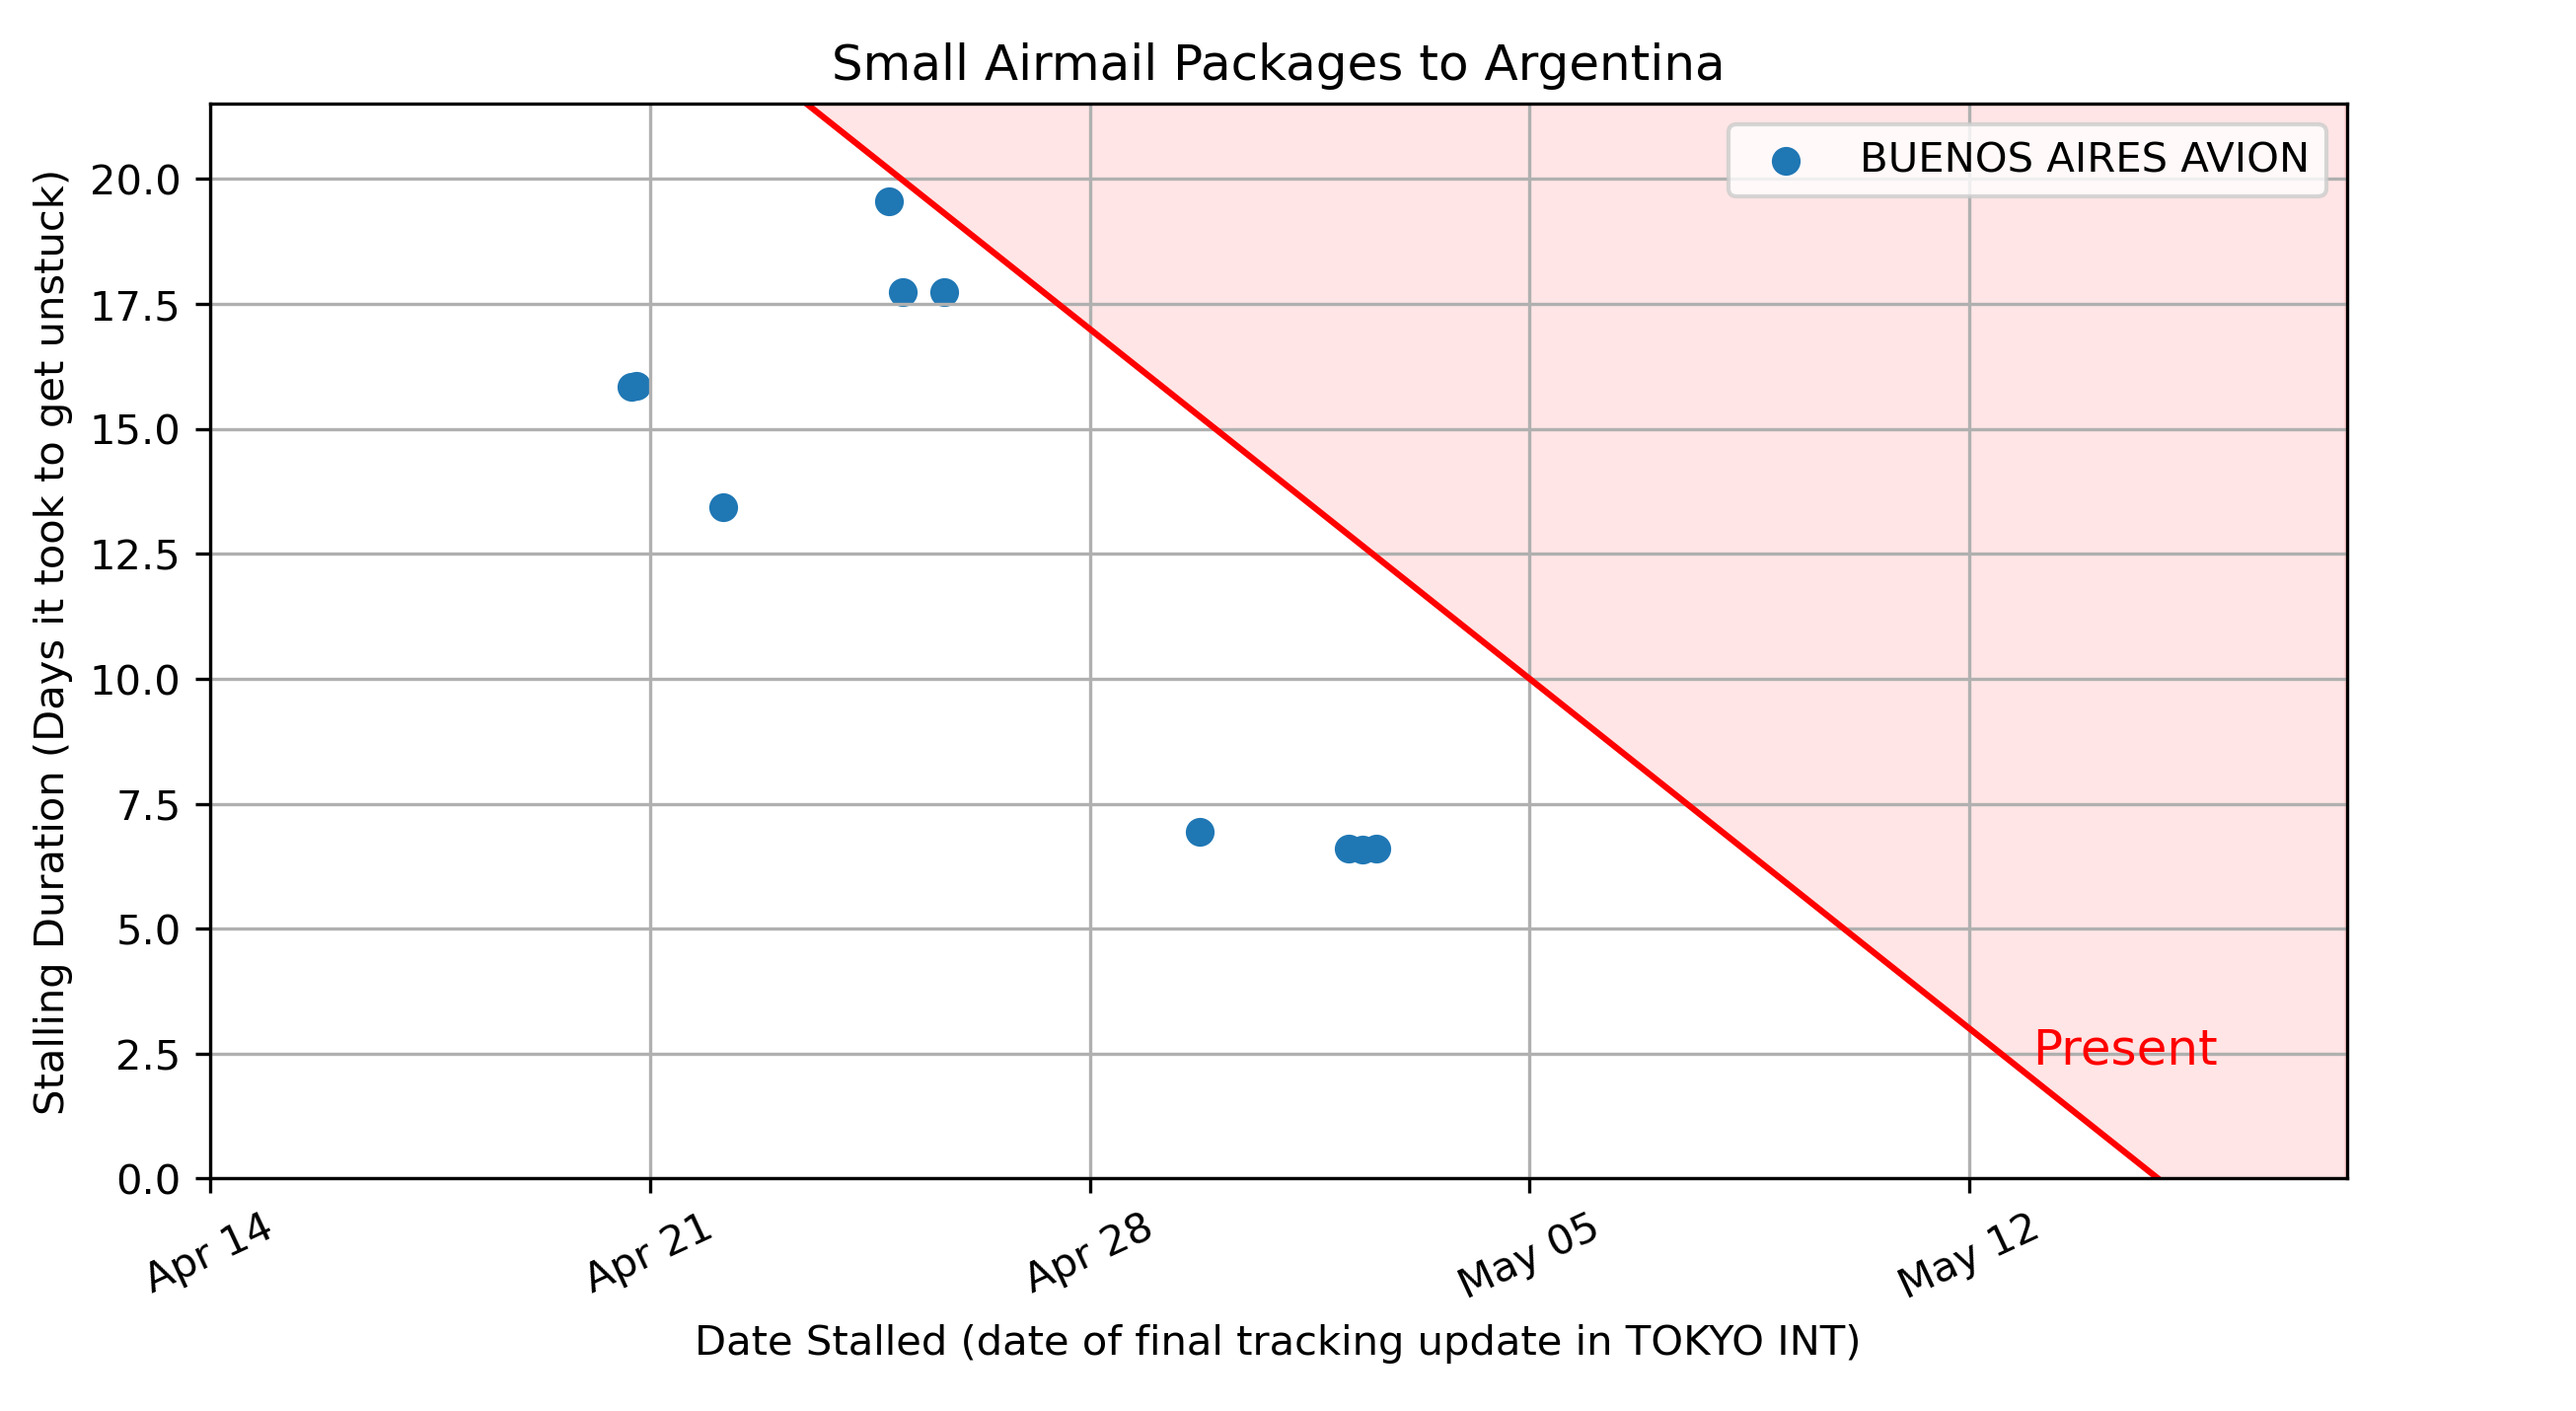 Small Airmail Packages to Argentina
BUENOS AIRES AVION
Stalling Duration (Days it took to get unstuck)
20.0
17.5
15.0
12.5
10.0
7.5
5.0
2.5
0.0
Present
Apr 14
Apr 21
Apr 28
May 05
May 12
Date Stalled (date of final tracking update in TOKYO INT)